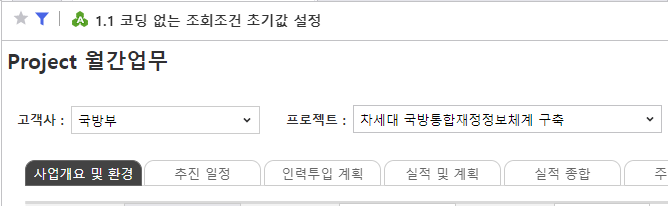 1.1 코딩 없는 조회조건 초기값 설정
Project 월간업무
고객사 : 국방부 프로젝트 : 차세대 국방통합재정정보체계 구축
사업개요 및 환경 추진 일정 인력투입 계획 실적 및 계획 실적 종합 주